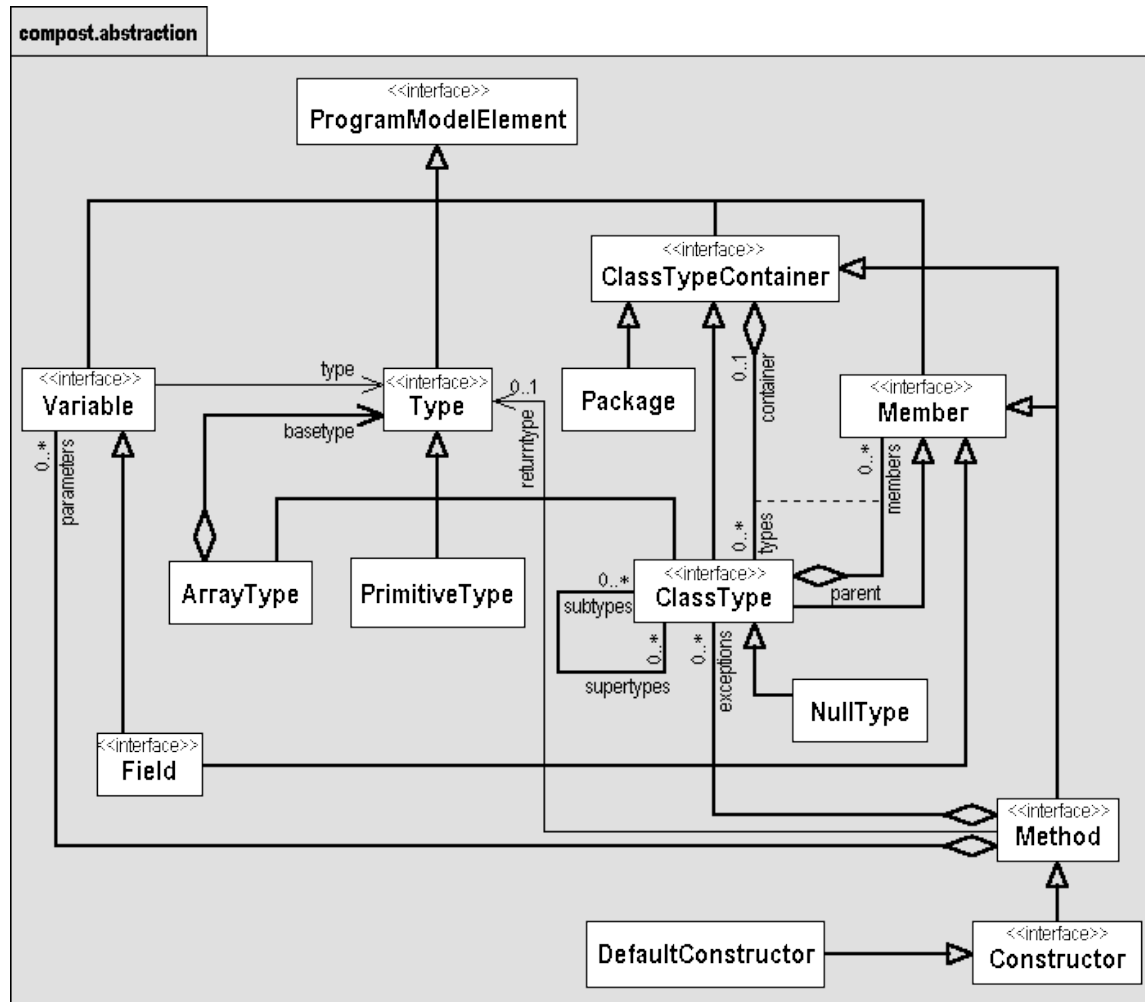 compost.abstraction
<<interface>>
ProgramModelElement
<<interface>>
ClassTypeContainer
<<interface>>
Variable
type
<<interface>>
Type
0..1
Package
0..1
container
<<interface>>
Member
basetype
returntype
0..*
parameters
0..*
members
0..*
types
ArrayType
PrimitiveType
0..*
subtypes
<<interface>>
ClassType
parent
0..*
supertypes
0..*
exceptions
NullType
<<interface>>
Field
<<interface>>
Method
DefaultConstructor
<<interface>>
Constructor